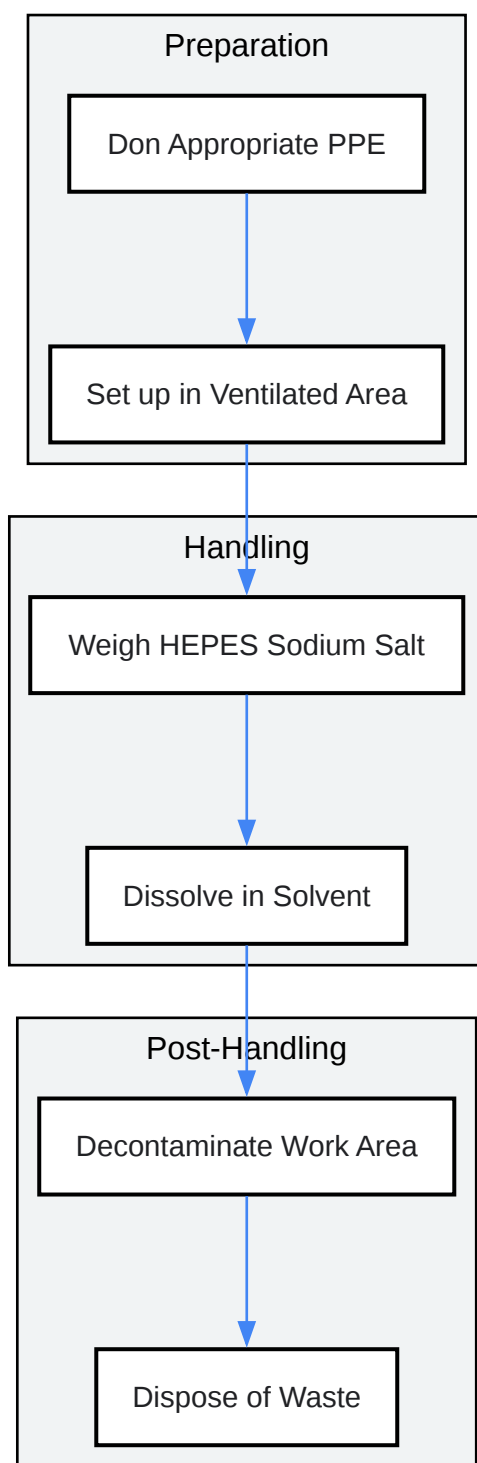 Preparation
Don Appropriate PPE
Set up in Ventilated Area
Handling
Weigh HEPES Sodium Salt
Dissolve in Solvent
Post-Handling
Decontaminate Work Area
Dispose of Waste